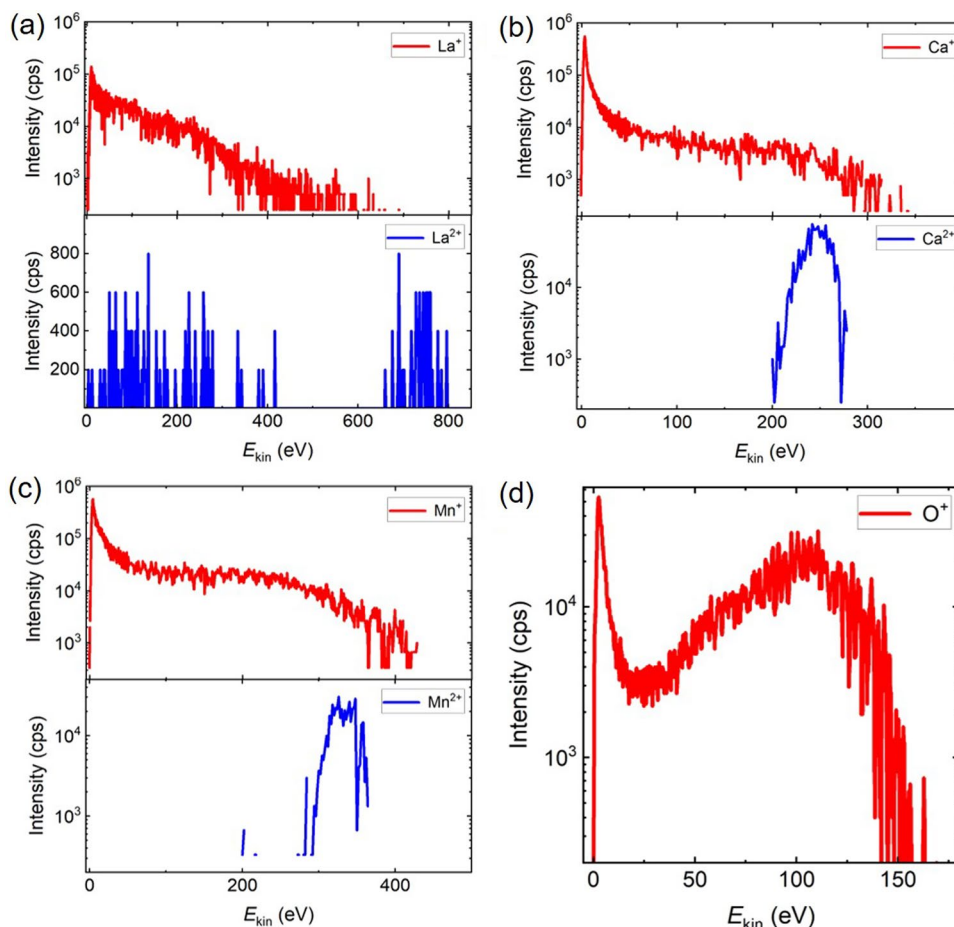 (a)
La⁺
Intensity (cps)
10⁶
10⁵
10⁴
10³
La²⁺
Intensity (cps)
800
600
400
200
0 200 400 600 800
E_kin (eV)
(b)
Ca⁺
Intensity (cps)
10⁶
10⁵
10⁴
10³
Ca²⁺
Intensity (cps)
10⁴
10³
0 100 200 300
E_kin (eV)
(c)
Mn⁺
Intensity (cps)
10⁶
10⁵
10⁴
10³
Mn²⁺
Intensity (cps)
10⁴
10³
0 200 400
E_kin (eV)
(d)
O⁺
Intensity (cps)
10⁴
10³
0 50 100 150
E_kin (eV)